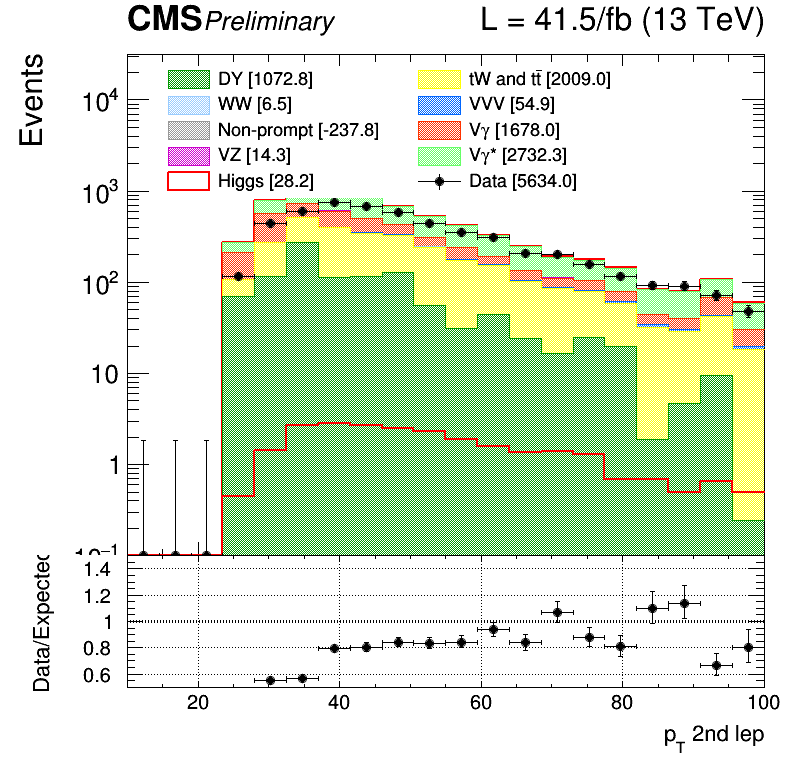 CMS Preliminary L = 41.5/fb (13 TeV)
Events
DY [1072.8]
tW and tt̄ [2009.0]
WW [6.5]
VVV [54.9]
Non-prompt [-237.8]
Vγ [1678.0]
VZ [14.3]
Vγ* [2732.3]
Higgs [28.2]
Data [5634.0]
10⁴
10³
10²
10
1
10⁻¹
Data/Expected
1.4
1.2
1
0.8
0.6
20 40 60 80 100
p_T 2nd lep